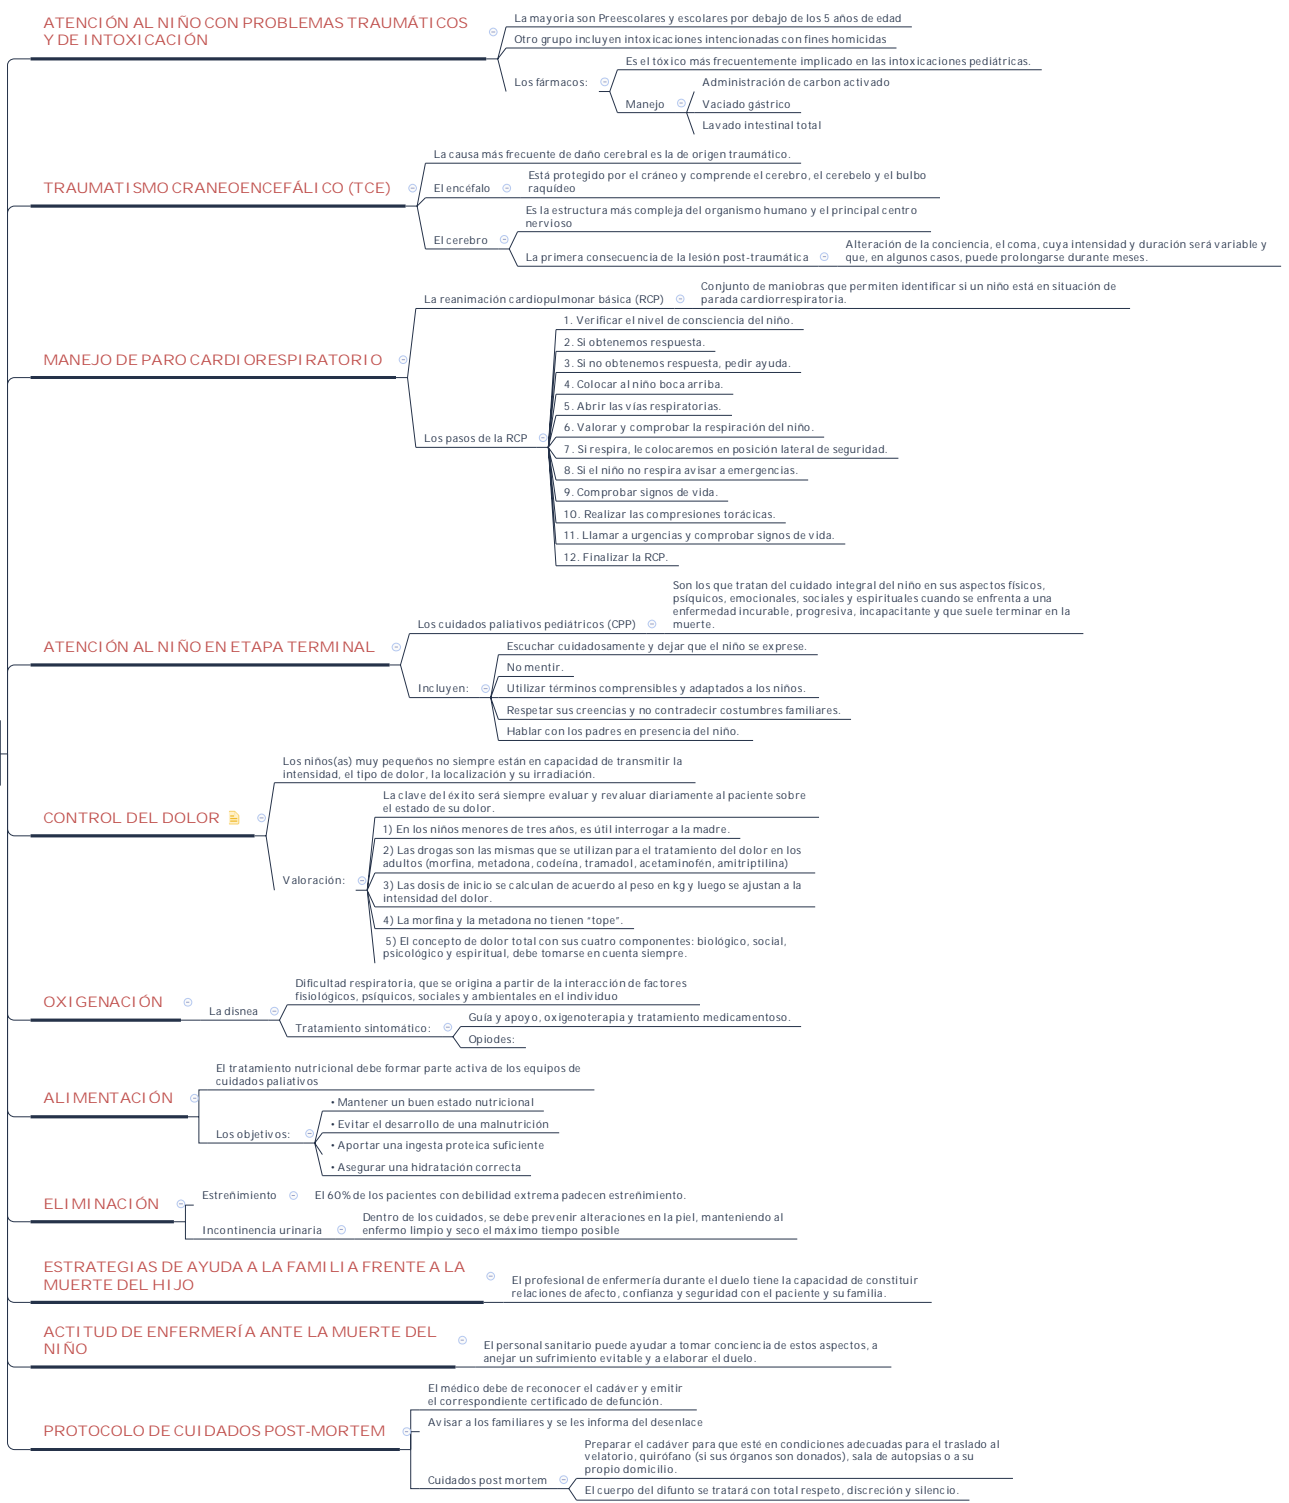 ATENCIÓN AL NIÑO CON PROBLEMAS TRAUMÁTICOS
Y DE INTOXICACIÓN
La mayoría son Preescolares y escolares por debajo de los 5 años de edad
Otro grupo incluyen intoxicaciones intencionadas con fines homicidas
Los fármacos:
Es el tóxico más frecuentemente implicado en las intoxicaciones pediátricas.
Manejo
Administración de carbon activado
Vaciado gástrico
Lavado intestinal total
TRAUMATISMO CRANEOENCEFÁLICO (TCE)
La causa más frecuente de daño cerebral es la de origen traumático.
El encéfalo
Está protegido por el cráneo y comprende el cerebro, el cerebelo y el bulbo
raquídeo
El cerebro
Es la estructura más compleja del organismo humano y el principal centro
nervioso
La primera consecuencia de la lesión post-traumática
Alteración de la conciencia, el coma, cuya intensidad y duración será variable y
que, en algunos casos, puede prolongarse durante meses.
MANEJO DE PARO CARDIORESPIRATORIO
La reanimación cardiopulmonar básica (RCP)
Conjunto de maniobras que permiten identificar si un niño está en situación de
parada cardiorrespiratoria.
Los pasos de la RCP
1. Verificar el nivel de consciencia del niño.
2. Si obtenemos respuesta.
3. Si no obtenemos respuesta, pedir ayuda.
4. Colocar al niño boca arriba.
5. Abrir las vías respiratorias.
6. Valorar y comprobar la respiración del niño.
7. Si respira, le colocaremos en posición lateral de seguridad.
8. Si el niño no respira avisar a emergencias.
9. Comprobar signos de vida.
10. Realizar las compresiones torácicas.
11. Llamar a urgencias y comprobar signos de vida.
12. Finalizar la RCP.
ATENCIÓN AL NIÑO EN ETAPA TERMINAL
Los cuidados paliativos pediátricos (CPP)
Son los que tratan del cuidado integral del niño en sus aspectos físicos,
psíquicos, emocionales, sociales y espirituales cuando se enfrenta a una
enfermedad incurable, progresiva, incapacitante y que suele terminar en la
muerte.
Incluyen:
Escuchar cuidadosamente y dejar que el niño se exprese.
No mentir.
Utilizar términos comprensibles y adaptados a los niños.
Respetar sus creencias y no contradecir costumbres familiares.
Hablar con los padres en presencia del niño.
CONTROL DEL DOLOR
Los niños(as) muy pequeños no siempre están en capacidad de transmitir la
intensidad, el tipo de dolor, la localización y su irradiación.
Valoración:
La clave del éxito será siempre evaluar y revaluar diariamente al paciente sobre
el estado de su dolor.
1) En los niños menores de tres años, es útil interrogar a la madre.
2) Las drogas son las mismas que se utilizan para el tratamiento del dolor en los
adultos (morfina, metadona, codeína, tramadol, acetaminofén, amitriptilina)
3) Las dosis de inicio se calculan de acuerdo al peso en kg y luego se ajustan a la
intensidad del dolor.
4) La morfina y la metadona no tienen "tope".
5) El concepto de dolor total con sus cuatro componentes: biológico, social,
psicológico y espiritual, debe tomarse en cuenta siempre.
OXIGENACIÓN
La disnea
Dificultad respiratoria, que se origina a partir de la interacción de factores
fisiológicos, psíquicos, sociales y ambientales en el individuo
Tratamiento sintomático:
Guía y apoyo, oxigenoterapia y tratamiento medicamentoso.
Opiodes:
ALIMENTACIÓN
El tratamiento nutricional debe formar parte activa de los equipos de
cuidados paliativos
Los objetivos:
• Mantener un buen estado nutricional
• Evitar el desarrollo de una malnutrición
• Aportar una ingesta proteica suficiente
• Asegurar una hidratación correcta
ELIMINACIÓN
Estreñimiento
El 60% de los pacientes con debilidad extrema padecen estreñimiento.
Incontinencia urinaria
Dentro de los cuidados, se debe prevenir alteraciones en la piel, manteniendo al
enfermo limpio y seco el máximo tiempo posible
ESTRATEGIAS DE AYUDA A LA FAMILIA FRENTE A LA
MUERTE DEL HIJO
El profesional de enfermería durante el duelo tiene la capacidad de constituir
relaciones de afecto, confianza y seguridad con el paciente y su familia.
ACTITUD DE ENFERMERÍA ANTE LA MUERTE DEL
NIÑO
El personal sanitario puede ayudar a tomar conciencia de estos aspectos, a
anejar un sufrimiento evitable y a elaborar el duelo.
PROTOCOLO DE CUIDADOS POST-MORTEM
El médico debe de reconocer el cadáver y emitir
el correspondiente certificado de defunción.
Avisar a los familiares y se les informa del desenlace
Cuidados post mortem
Preparar el cadáver para que esté en condiciones adecuadas para el traslado al
velatorio, quirófano (si sus órganos son donados), sala de autopsias o a su
propio domicilio.
El cuerpo del difunto se tratará con total respeto, discreción y silencio.